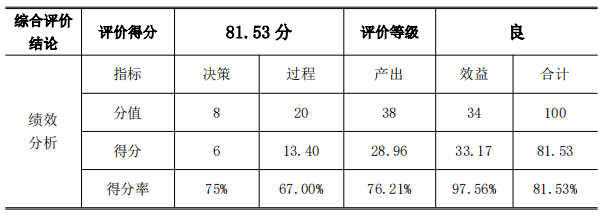 综合评价结论 评价得分 81.53 分 评价等级 良
绩效分析 指标 决策 过程 产出 效益 合计
分值 8 20 38 34 100
得分 6 13.40 28.96 33.17 81.53
得分率 75% 67.00% 76.21% 97.56% 81.53%